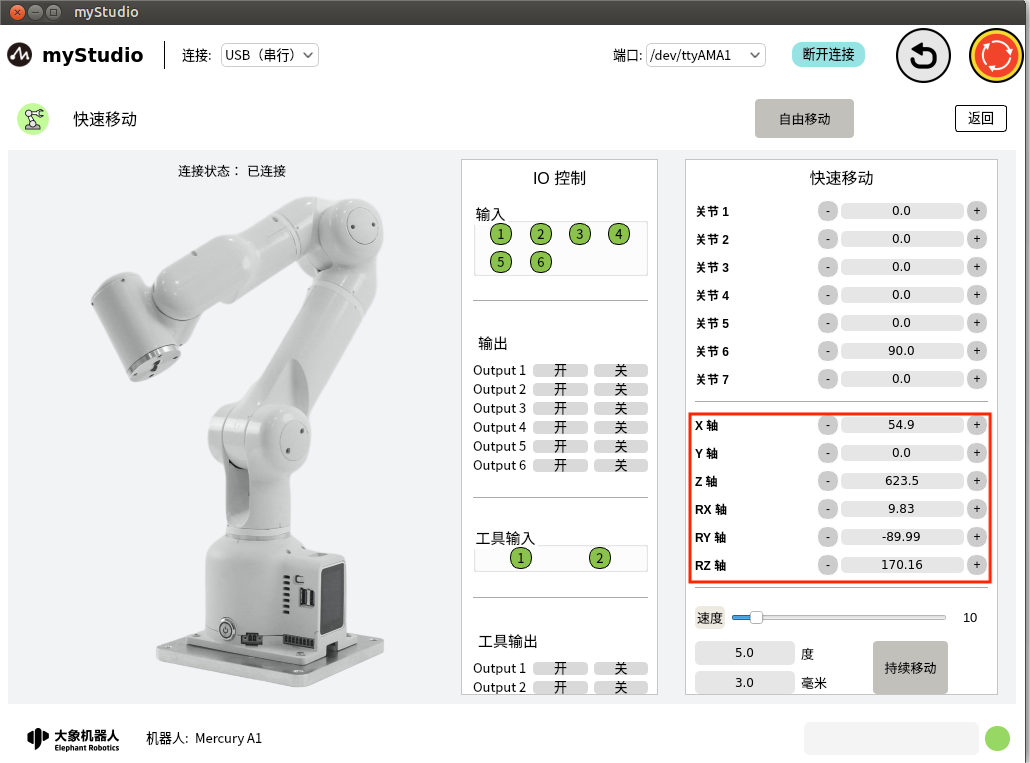 myStudio
myStudio 连接: USB（串行） 端口: /dev/ttyAMA1 断开连接
快速移动 自由移动 返回
连接状态： 已连接
IO 控制
输入
1 2 3 4
5 6
输出
Output 1 开 关
Output 2 开 关
Output 3 开 关
Output 4 开 关
Output 5 开 关
Output 6 开 关
工具输入
1 2
工具输出
Output 1 开 关
Output 2 开 关
快速移动
关节 1 - 0.0 +
关节 2 - 0.0 +
关节 3 - 0.0 +
关节 4 - 0.0 +
关节 5 - 0.0 +
关节 6 - 90.0 +
关节 7 - 0.0 +
X 轴 - 54.9 +
Y 轴 - 0.0 +
Z 轴 - 623.5 +
RX 轴 - 9.83 +
RY 轴 - -89.99 +
RZ 轴 - 170.16 +
速度 10
5.0 度
3.0 毫米
持续移动
大象机器人
Elephant Robotics
机器人: Mercury A1